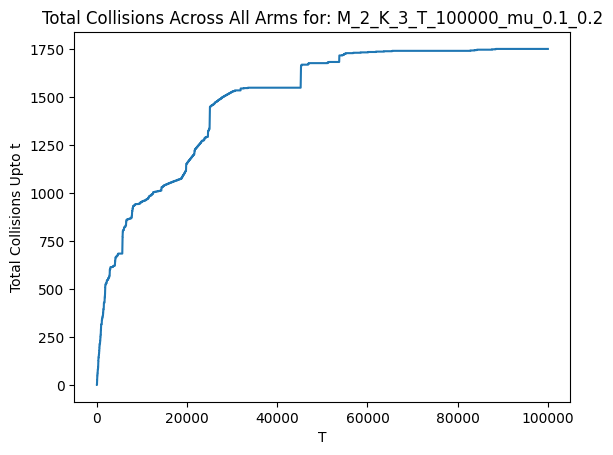 Total Collisions Across All Arms for: M_2_K_3_T_100000_mu_0.1_0.2
Total Collisions Upto t
1750
1500
1250
1000
750
500
250
0
0 20000 40000 60000 80000 100000
T